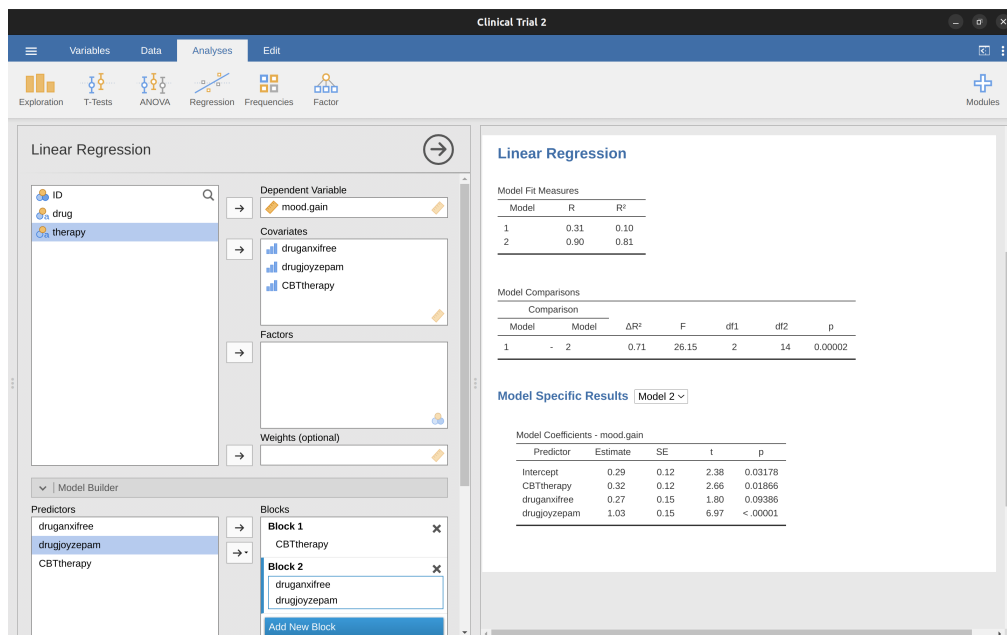 Clinical Trial 2
Variables Data Analyses Edit
Exploration T-Tests ANOVA Regression Frequencies Factor Modules
Linear Regression
ID
drug
therapy
Dependent Variable
mood.gain
Covariates
druganxifree
drugjoyzepam
CBTtherapy
Factors
Weights (optional)
Model Builder
Predictors
druganxifree
drugjoyzepam
CBTtherapy
Blocks
Block 1
CBTtherapy
Block 2
druganxifree
drugjoyzepam
Add New Block
Linear Regression
Model Fit Measures
Model R R²
1 0.31 0.10
2 0.90 0.81
Model Comparisons
Comparison
Model Model ΔR² F df1 df2 p
1 - 2 0.71 26.15 2 14 0.00002
Model Specific Results Model 2
Model Coefficients - mood.gain
Predictor Estimate SE t p
Intercept 0.29 0.12 2.38 0.03178
CBTtherapy 0.32 0.12 2.66 0.01866
druganxifree 0.27 0.15 1.80 0.09386
drugjoyzepam 1.03 0.15 6.97 < .00001